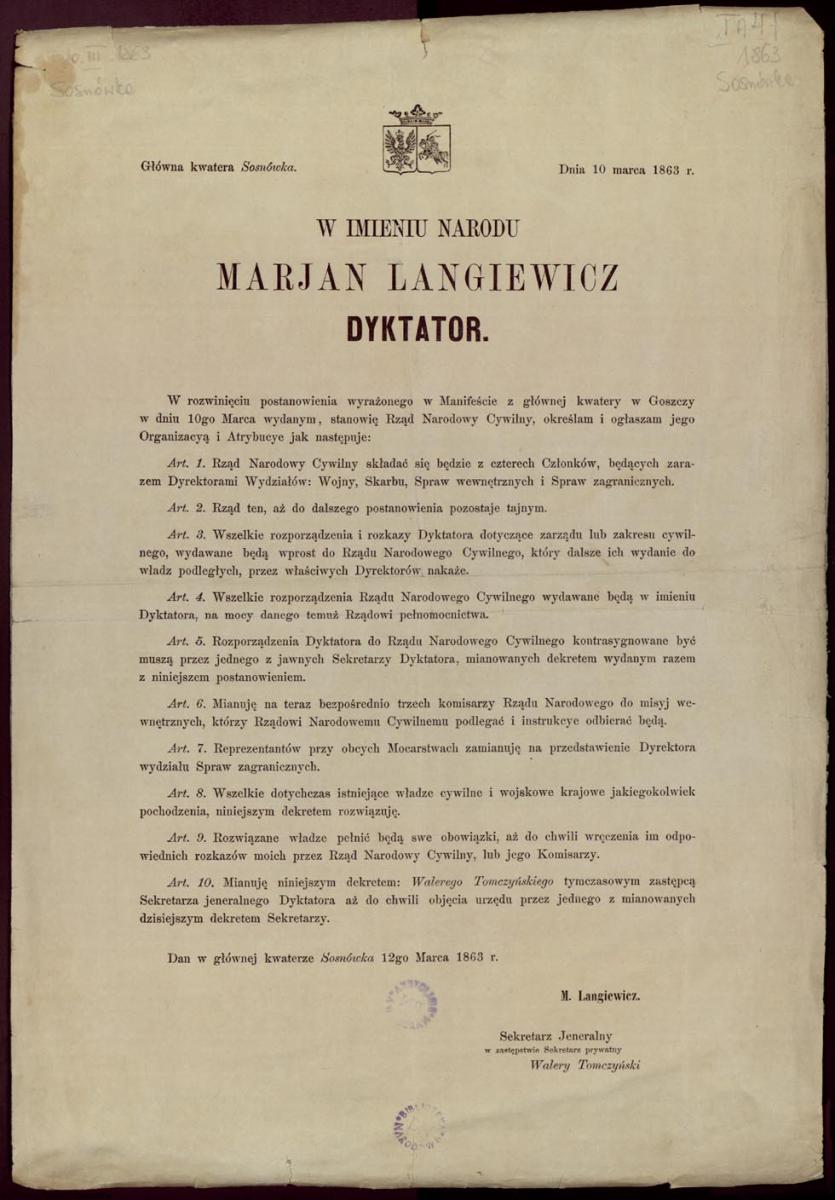 10. III 1863
Sosnówka
I A 4
1863
Sosnówka
Główna kwatera Sosnówka.
Dnia 10 marca 1863 r.
W IMIENIU NARODU
MARJAN LANGIEWICZ
DYKTATOR.
W rozwinięciu postanowienia wyrażonego w Manifeście z głównej kwatery w Goszczy
w dniu 10go Marca wydanym, stanowię Rząd Narodowy Cywilny, określam i ogłaszam jego
Organizacyą i Atrybucye jak następuje:
Art. 1. Rząd Narodowy Cywilny składać się będzie z czterech Członków, będących zara-
zem Dyrektorami Wydziałów: Wojny, Skarbu, Spraw wewnętrznych i Spraw zagranicznych.
Art. 2. Rząd ten, aż do dalszego postanowienia pozostaje tajnym.
Art. 3. Wszelkie rozporządzenia i rozkazy Dyktatora dotyczące zarządu lub zakresu cywil-
nego, wydawane będą wprost do Rządu Narodowego Cywilnego, który dalsze ich wydanie do
władz podległych, przez właściwych Dyrektorów nakaże.
Art. 4. Wszelkie rozporządzenia Rządu Narodowego Cywilnego wydawane będą w imieniu
Dyktatora, na mocy danego temuż Rządowi pełnomocnictwa.
Art. 5. Rozporządzenia Dyktatora do Rządu Narodowego Cywilnego kontrasygnowane być
muszą przez jednego z jawnych Sekretarzy Dyktatora, mianowanych dekretem wydanym razem
z niniejszem postanowieniem.
Art. 6. Mianuję na teraz bezpośrednio trzech komisarzy Rządu Narodowego do misyj we-
wnętrznych, którzy Rządowi Narodowemu Cywilnemu podlegać i instrukcye odbierać będą.
Art. 7. Reprezentantów przy obcych Mocarstwach zamianuję na przedstawienie Dyrektora
wydziału Spraw zagranicznych.
Art. 8. Wszelkie dotychczas istniejące władze cywilne i wojskowe krajowe jakiegokolwiek
pochodzenia, niniejszym dekretem rozwiązuję.
Art. 9. Rozwiązane władze pełnić będą swe obowiązki, aż do chwili wręczenia im odpo-
wiednich rozkazów moich przez Rząd Narodowy Cywilny, lub jego Komisarzy.
Art. 10. Mianuję niniejszym dekretem: Walerego Tomczyńskiego tymczasowym zastępcą
Sekretarza jeneralnego Dyktatora aż do chwili objęcia urzędu przez jednego z mianowanych
dzisiejszym dekretem Sekretarzy.
Dan w głównej kwaterze Sosnówka 12go Marca 1863 r.
M. Langiewicz.
Sekretarz Jeneralny
w zastępstwie Sekretarz prywatny
Walery Tomczyński
BIBLIOTEKA
NARODOWA